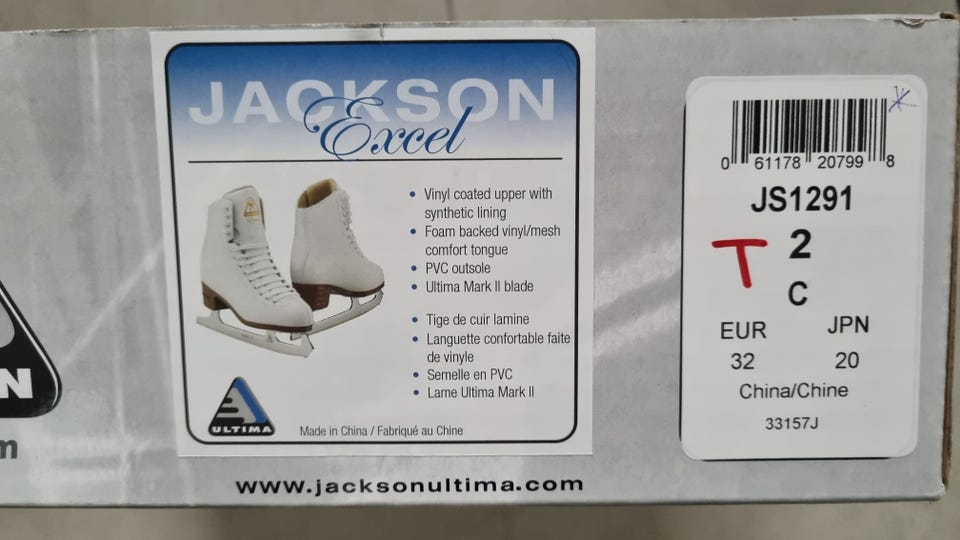 JACKSON
Excel
• Vinyl coated upper with
synthetic lining
• Foam backed vinyl/mesh
comfort tongue
• PVC outsole
• Ultima Mark II blade
• Tige de cuir lamine
• Languette confortable faite
de vinyle
• Semelle en PVC
• Lame Ultima Mark II
ULTIMA
Made in China / Fabriqué au Chine
www.jacksonultima.com
0 61178 20799 8
JS1291
T 2
C
EUR JPN
32 20
China/Chine
33157J
N
m